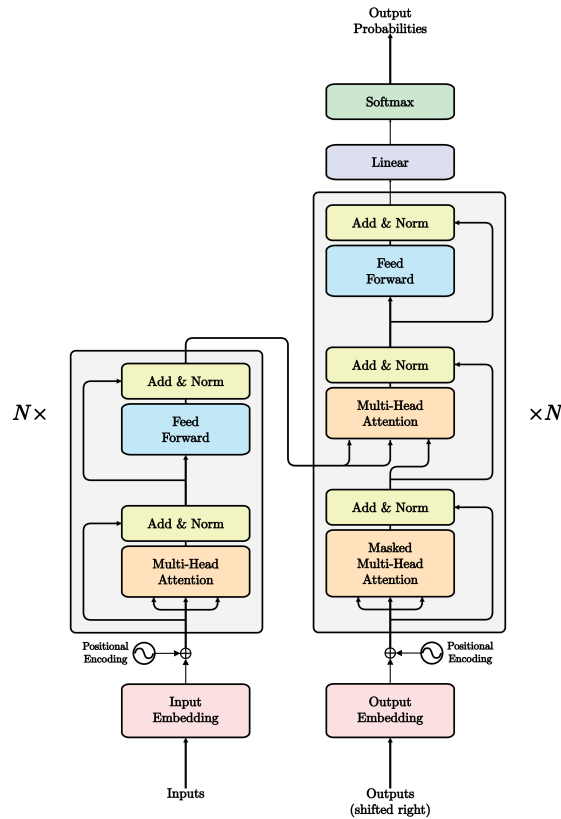 Output
Probabilities
Softmax
Linear
Add & Norm
Feed
Forward
Add & Norm
Multi-Head
Attention
Add & Norm
Masked
Multi-Head
Attention
× N
Positional
Encoding
Output
Embedding
Outputs
(shifted right)
N ×
Add & Norm
Feed
Forward
Add & Norm
Multi-Head
Attention
Positional
Encoding
Input
Embedding
Inputs